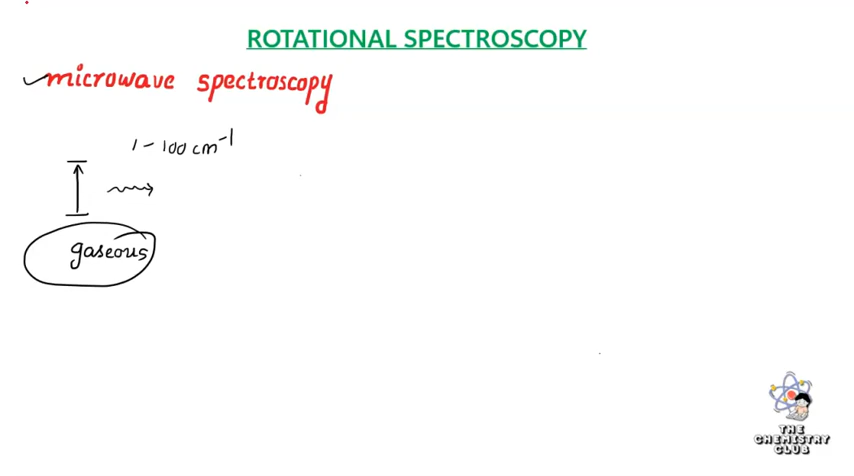 ROTATIONAL SPECTROSCOPY
microwave spectroscopy
1 - 100 cm⁻¹
gaseous
THE
CHEMISTRY
CLUB